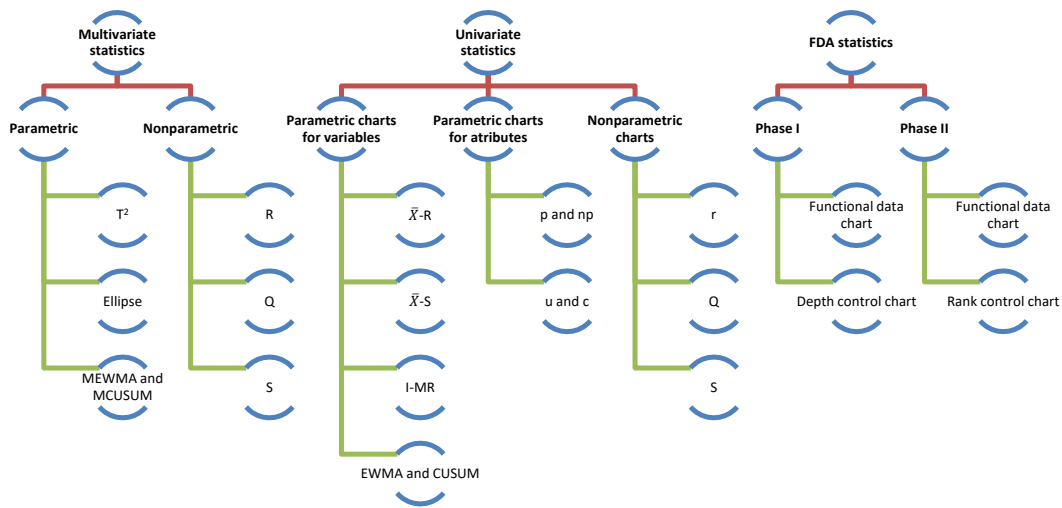 Multivariate
statistics
Parametric
T²
Ellipse
MEWMA and
MCUSUM
Nonparametric
R
Q
S
Univariate
statistics
Parametric charts
for variables
X̄-R
X̄-S
I-MR
EWMA and CUSUM
Parametric charts
for atributes
p and np
u and c
Nonparametric
charts
r
Q
S
FDA statistics
Phase I
Functional data
chart
Depth control chart
Phase II
Functional data
chart
Rank control chart